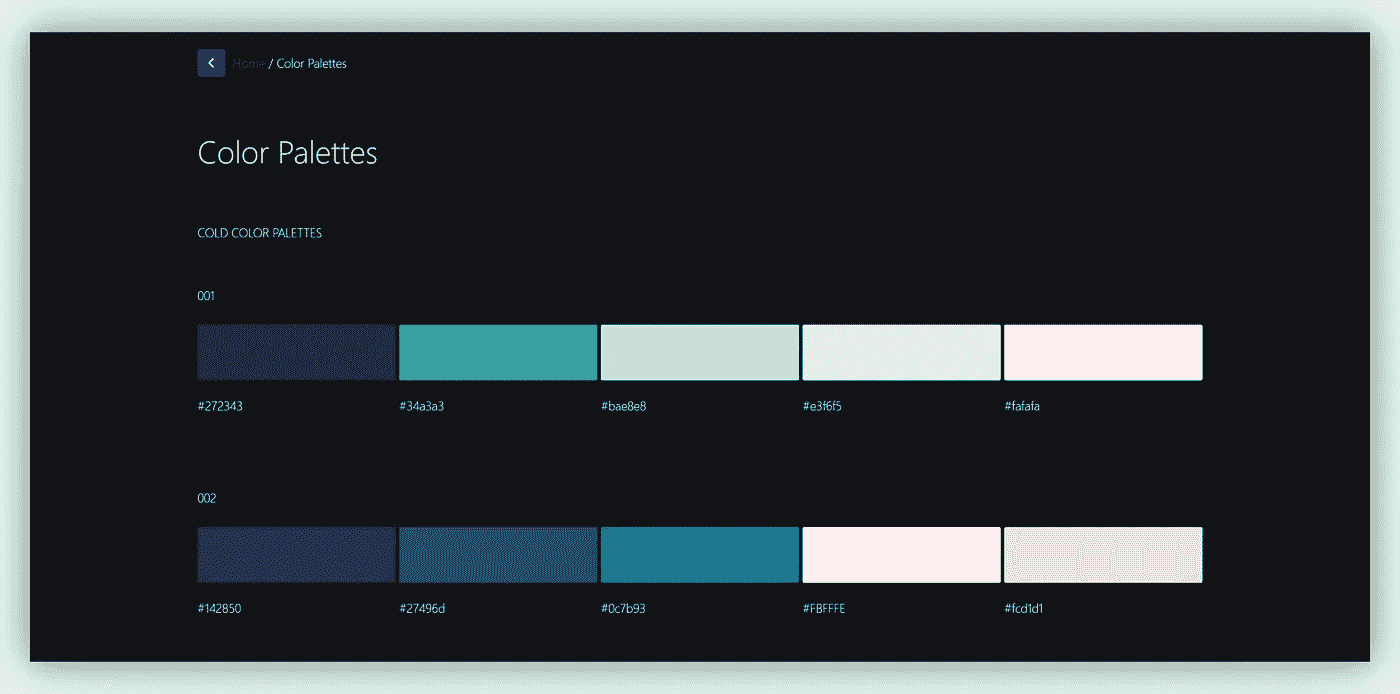 Home / Color Palettes
Color Palettes
COLD COLOR PALETTES
001
#272343 #34a3a3 #bae8e8 #e3f6f5 #fafafa
002
#142850 #27496d #0c7b93 #FBFFFE #fcd1d1